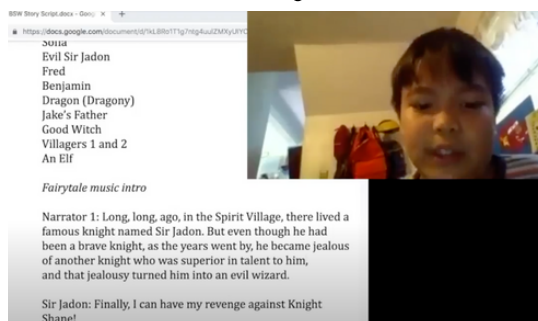 BSW Story Script.docx - Goog
https://docs.google.com/document/d/
Sofia
Evil Sir Jadon
Fred
Benjamin
Dragon (Dragony)
Jake's Father
Good Witch
Villagers 1 and 2
An Elf
Fairytale music intro
Narrator 1: Long, long, ago, in the Spirit Village, there lived a
famous knight named Sir Jadon. But even though he had
been a brave knight, as the years went by, he became jealous
of another knight who was superior in talent to him,
and that jealousy turned him into an evil wizard.
Sir Jadon: Finally, I can have my revenge against Knight
Shane!